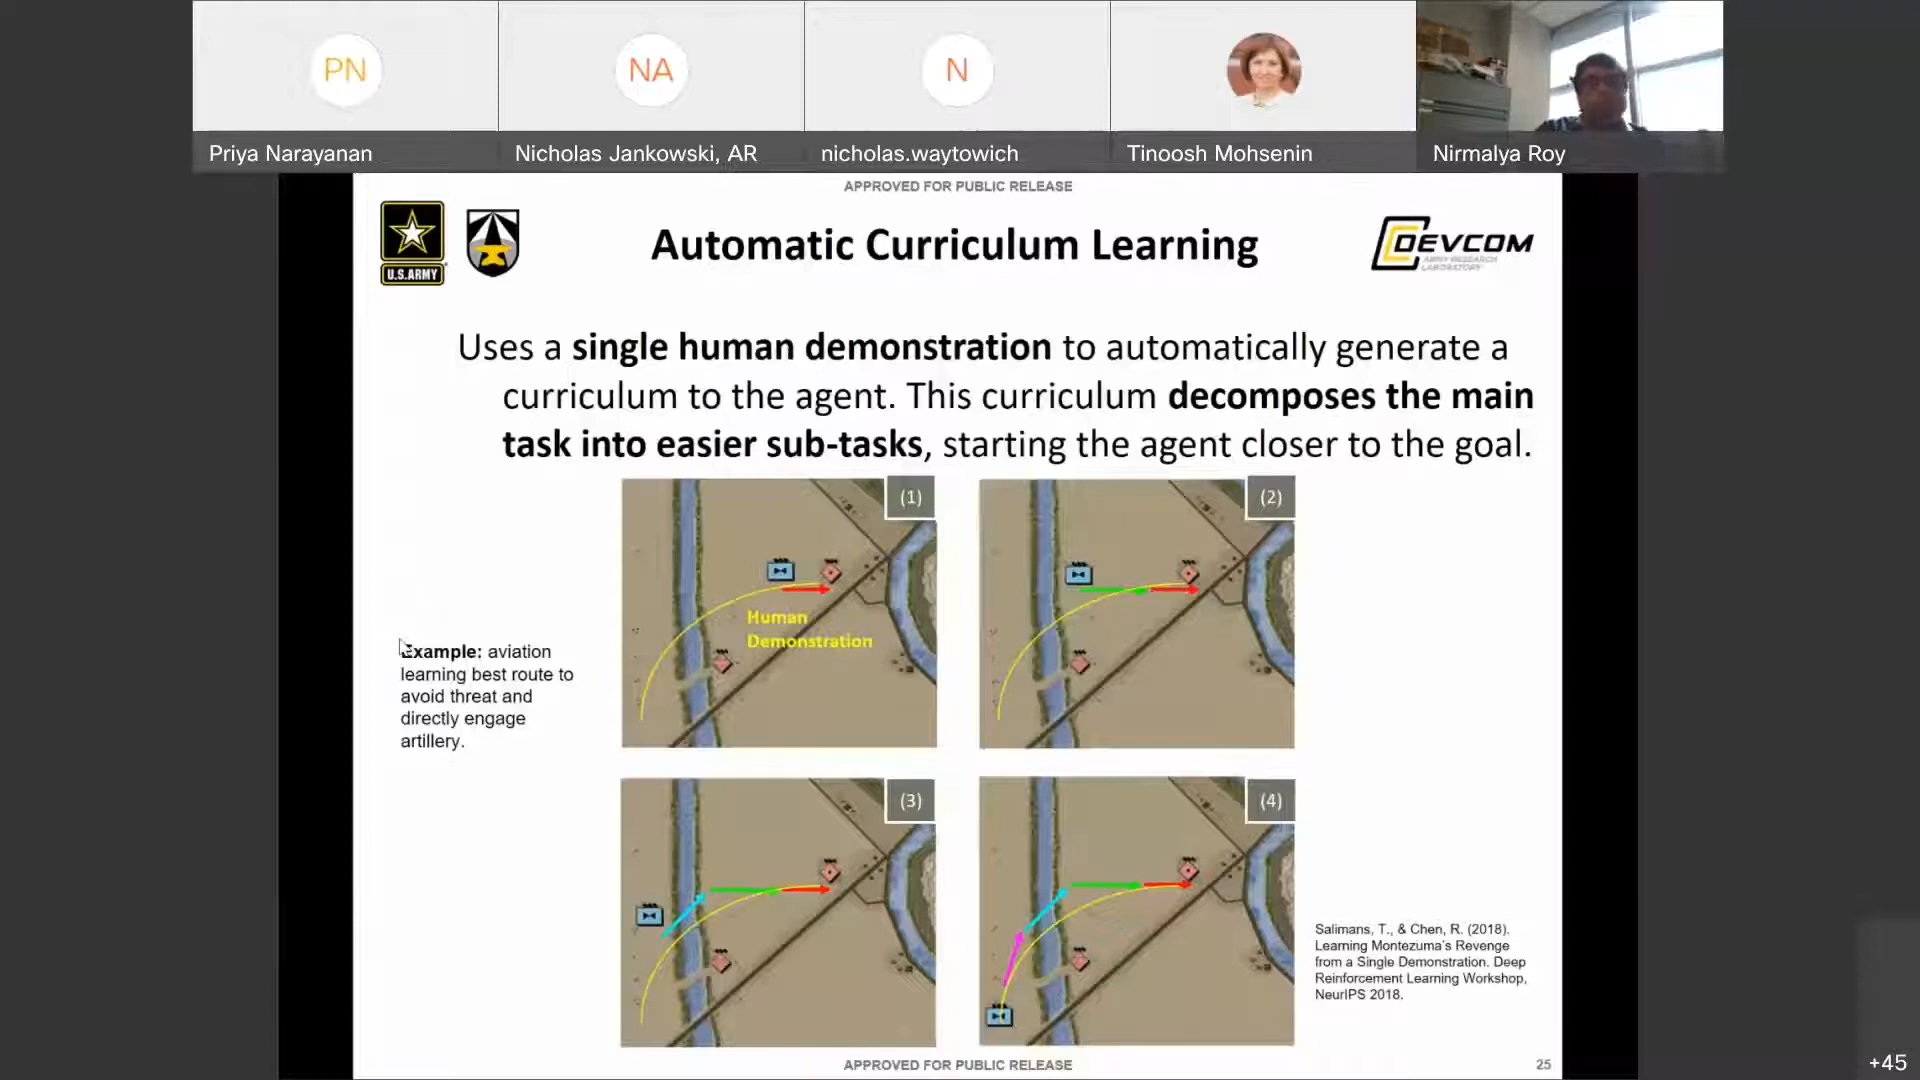 PN
NA
N
Priya Narayanan
Nicholas Jankowski, AR
nicholas.waytowich
Tinoosh Mohsenin
Nirmalya Roy
APPROVED FOR PUBLIC RELEASE
U.S.ARMY
Automatic Curriculum Learning
DEVCOM
ARMY RESEARCH
LABORATORY
Uses a single human demonstration to automatically generate a
curriculum to the agent. This curriculum decomposes the main
task into easier sub-tasks, starting the agent closer to the goal.
(1)
(2)
Human
Demonstration
Example: aviation
learning best route to
avoid threat and
directly engage
artillery.
(3)
(4)
Salimans, T., & Chen, R. (2018).
Learning Montezuma's Revenge
from a Single Demonstration. Deep
Reinforcement Learning Workshop,
NeurIPS 2018.
APPROVED FOR PUBLIC RELEASE
25
+45